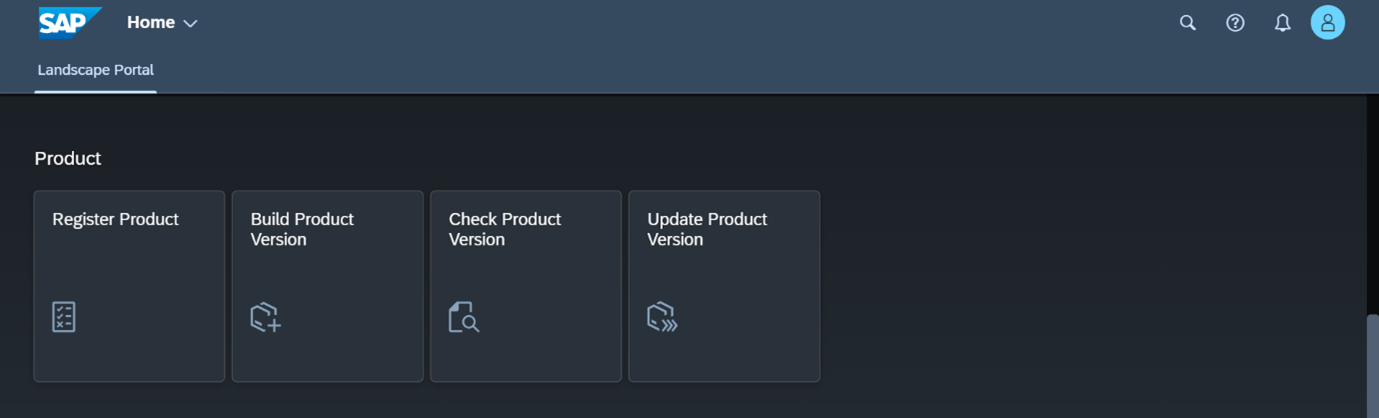 SAP Home
Landscape Portal
Product
Register Product
Build Product
Version
Check Product
Version
Update Product
Version